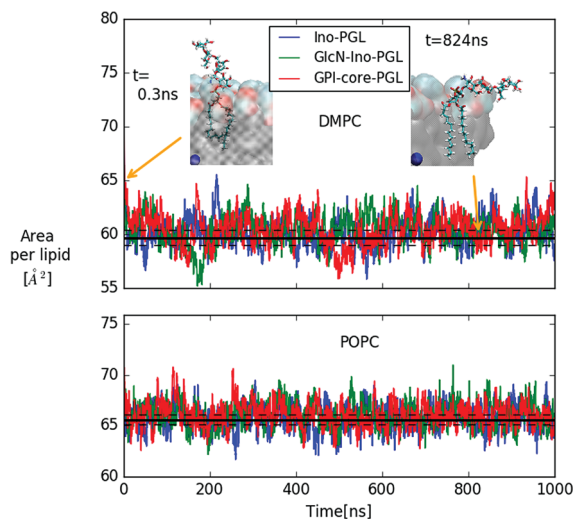 80
75
70
65
60
55
Ino-PGL
GlcN-Ino-PGL
GPI-core-PGL
t=
0.3ns
t=824ns
DMPC
Area
per lipid
[Å²]
POPC
75
70
65
60
0
200
400
600
800
1000
Time[ns]